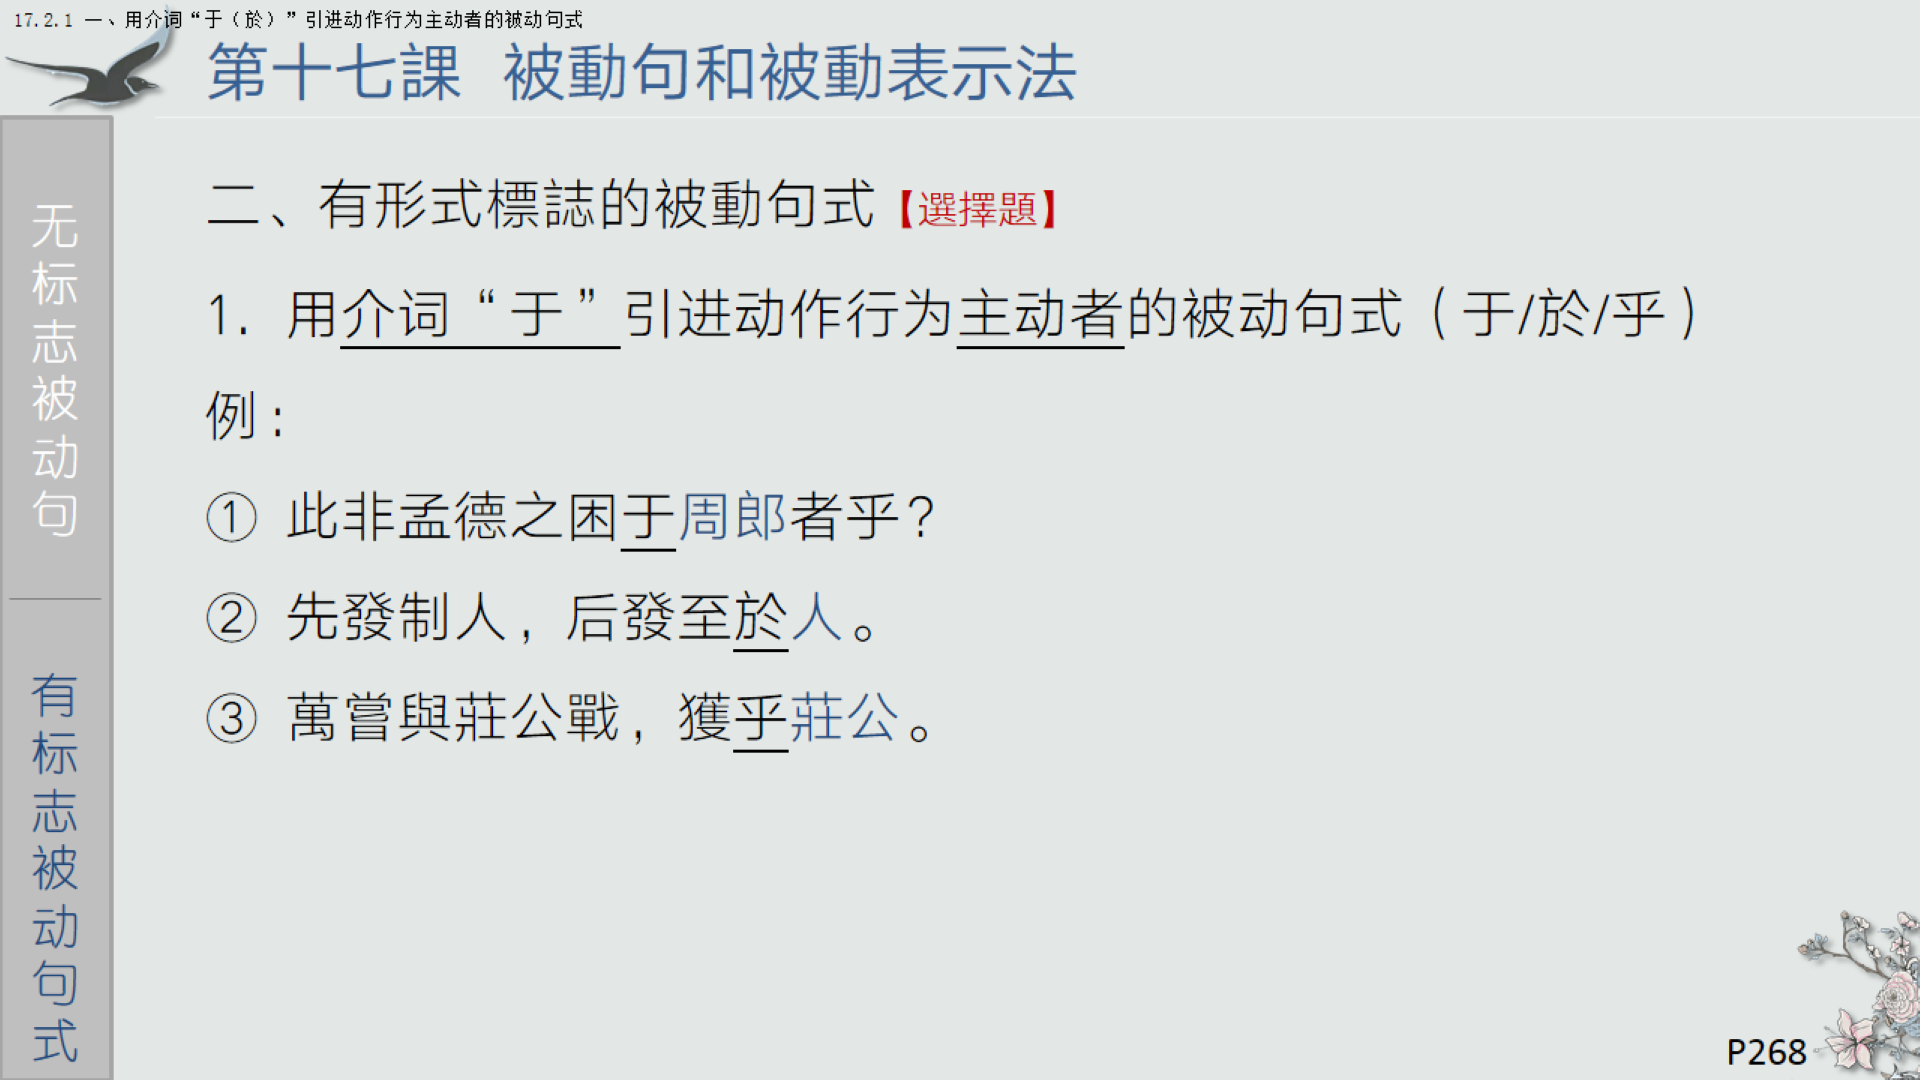 17.2.1 一、用介词“于（於）”引进动作行为主动者的被动句式
第十七課 被動句和被動表示法
无标志被动句
有标志被动句式
二、有形式標誌的被動句式【選擇題】
1. 用介词“于”引进动作行为主动者的被动句式（于/於/乎）
例：
① 此非孟德之困于周郎者乎？
② 先發制人，后發至於人。
③ 萬嘗與莊公戰，獲乎莊公。
P268